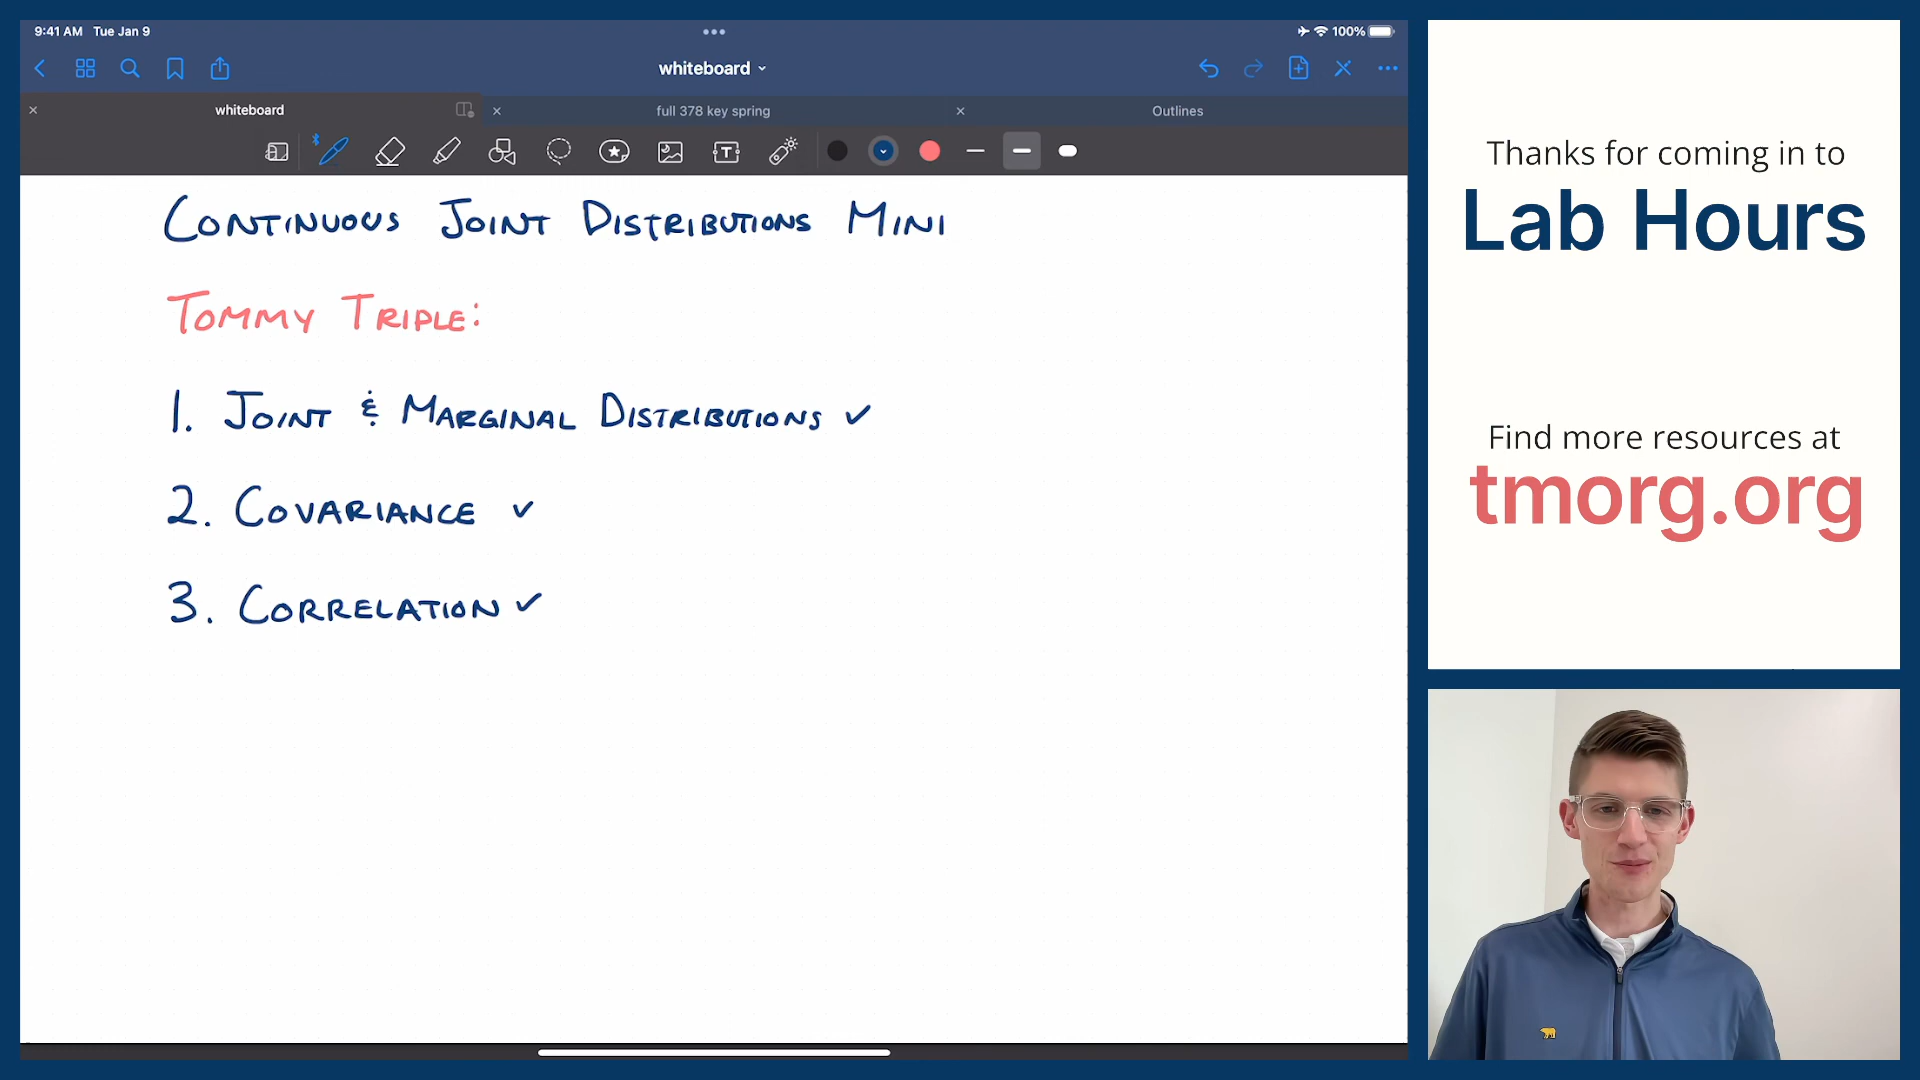 9:41 AM Tue Jan 9
100%
whiteboard
whiteboard
full 378 key spring
Outlines
T
CONTINUOUS JOINT DISTRIBUTIONS MINI
TOMMY TRIPLE:
1. JOINT & MARGINAL DISTRIBUTIONS ✓
2. COVARIANCE ✓
3. CORRELATION ✓
Thanks for coming in to
Lab Hours
Find more resources at
tmorg.org